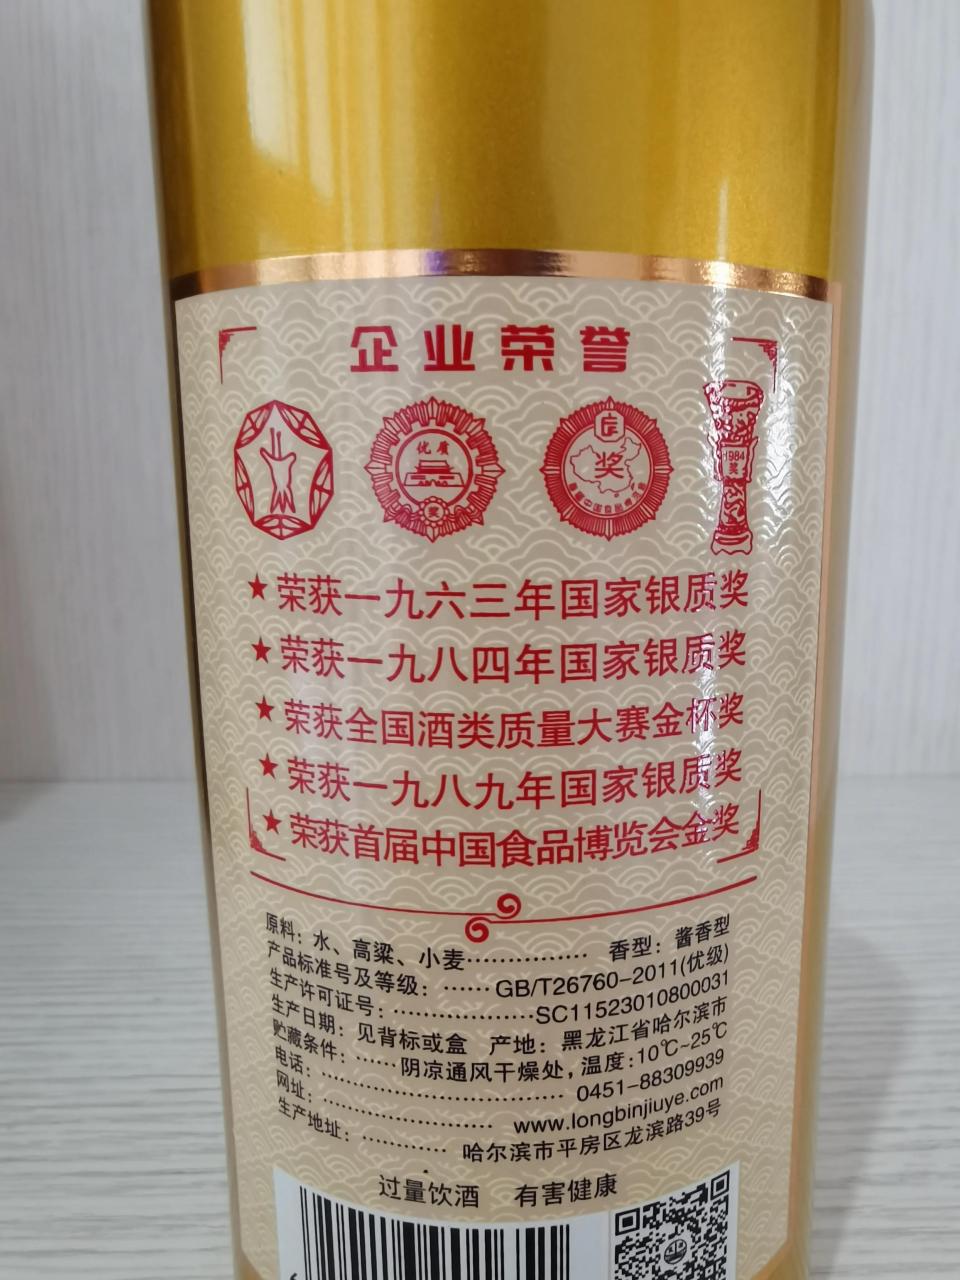 企业荣誉
优质
奖
奖
1984
奖
★荣获一九六三年国家银质奖
★荣获一九八四年国家银质奖
★荣获全国酒类质量大赛金杯奖
★荣获一九八九年国家银质奖
★荣获首届中国食品博览会金奖
原料：水、高粱、小麦·············· 香型：酱香型
产品标准号及等级：······GB/T26760-2011(优级)
生产许可证号：·················SC11523010800031
生产日期：见背标或盒 产地：黑龙江省哈尔滨市
贮藏条件：······阴凉通风干燥处，温度：10℃~25℃
电话：······························0451-88309939
网址：························www.longbinjiuye.com
生产地址：············哈尔滨市平房区龙滨路39号
过量饮酒 有害健康